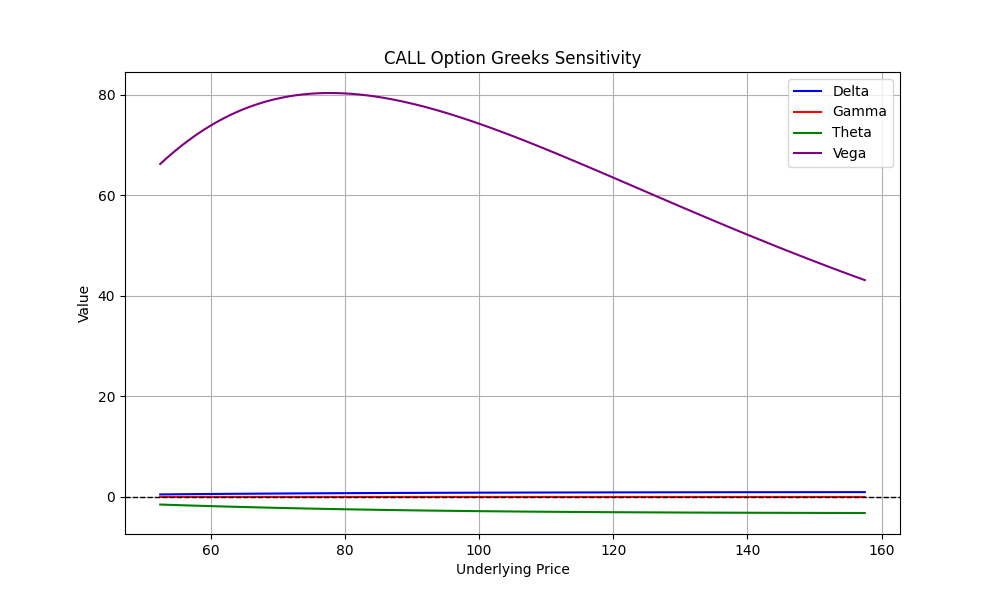 CALL Option Greeks Sensitivity
Delta
Gamma
Theta
Vega
80
60
40
20
0
Value
60
80
100
120
140
160
Underlying Price